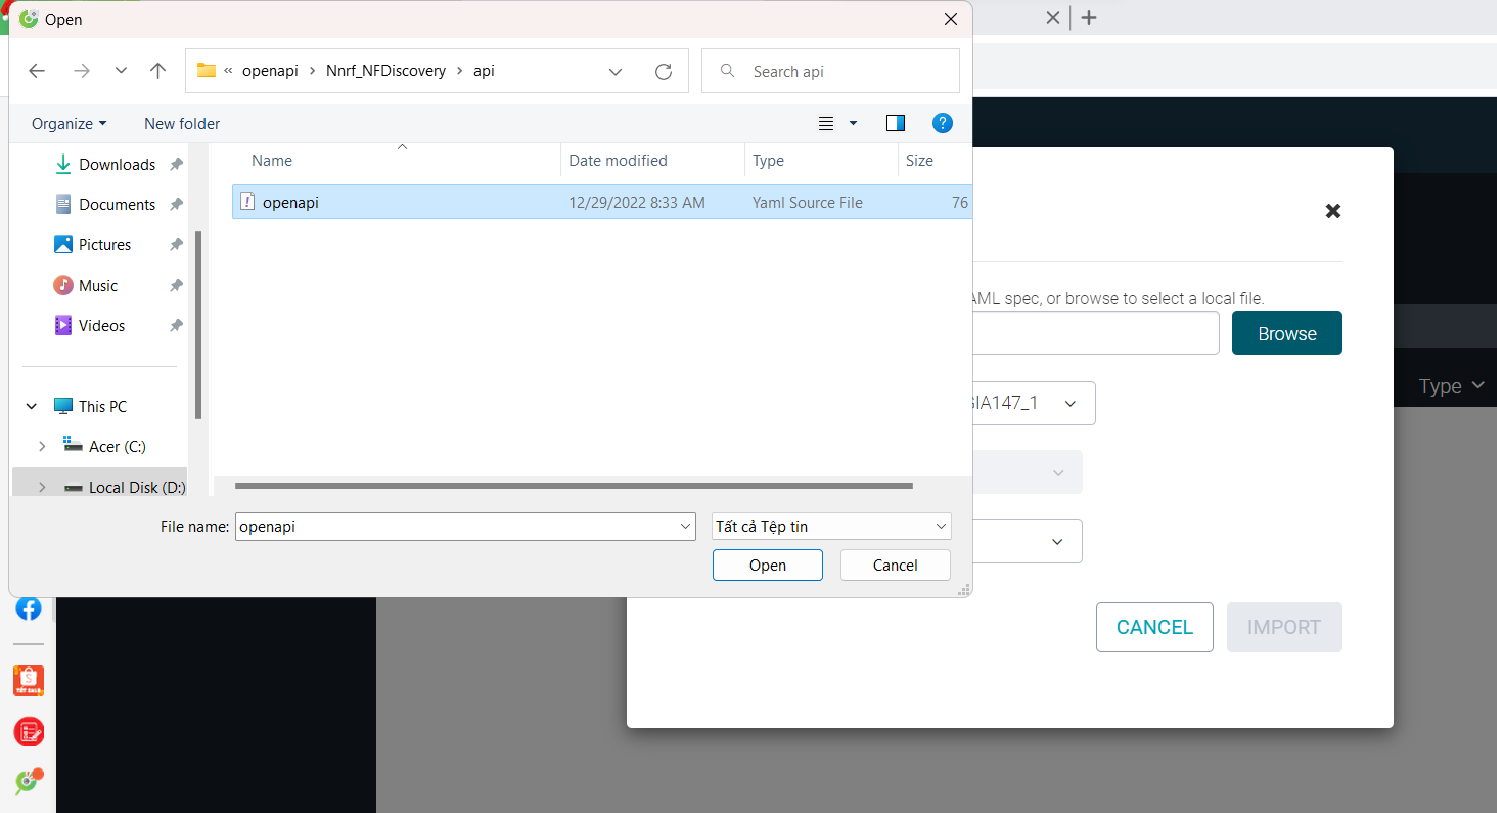 Open
« openapi › Nnrf_NFDiscovery › api
Search api
Organize
New folder
Name
Date modified
Type
Size
Downloads
Documents
Pictures
Music
Videos
This PC
Acer (C:)
Local Disk (D:)
openapi
12/29/2022 8:33 AM
Yaml Source File
76
File name:
openapi
Tất cả Tệp tin
Open
Cancel
AML spec, or browse to select a local file.
Browse
GIA147_1
Type
CANCEL
IMPORT